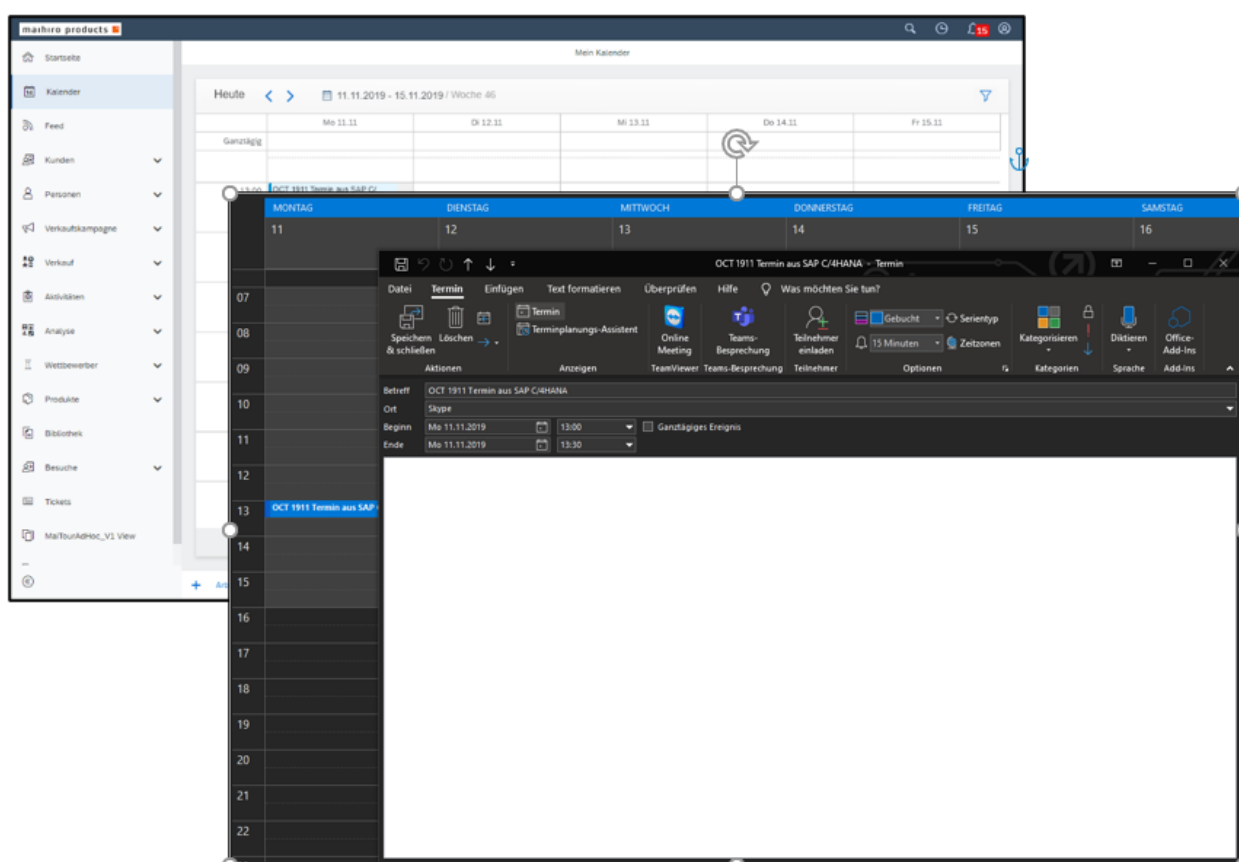 maihiro products
15
Startseite
Mein Kalender
Kalender
Heute
11.11.2019 - 15.11.2019 / Woche 46
Feed
Mo 11.11
Di 12.11
Mi 13.11
Do 14.11
Fr 15.11
Ganztägig
Kunden
Personen
13:00
OCT 1911 Termin aus SAP C/
Verkaufskampagne
Verkauf
Aktivitäten
Analyse
Wettbewerber
Produkte
Bibliothek
Besuche
Tickets
MaiTourAdHoc_V1 View
MONTAG
DIENSTAG
MITTWOCH
DONNERSTAG
FREITAG
SAMSTAG
11
12
13
14
15
16
07
08
09
10
11
12
13
OCT 1911 Termin aus SAP
14
15
16
17
18
19
20
21
22
OCT 1911 Termin aus SAP C/4HANA - Termin
Datei
Termin
Einfügen
Text formatieren
Überprüfen
Hilfe
Was möchten Sie tun?
Speichern
& schließen
Löschen
Aktionen
Termin
Terminplanungs-Assistent
Anzeigen
Online
Meeting
TeamViewer
Teams-
Besprechung
Teams-Besprechung
Teilnehmer
einladen
Teilnehmer
Gebucht
Serientyp
15 Minuten
Zeitzonen
Optionen
Kategorisieren
Kategorien
Diktieren
Sprache
Office-
Add-Ins
Add-Ins
Betreff
OCT 1911 Termin aus SAP C/4HANA
Ort
Skype
Beginn
Mo 11.11.2019
13:00
Ganztägiges Ereignis
Ende
Mo 11.11.2019
13:30